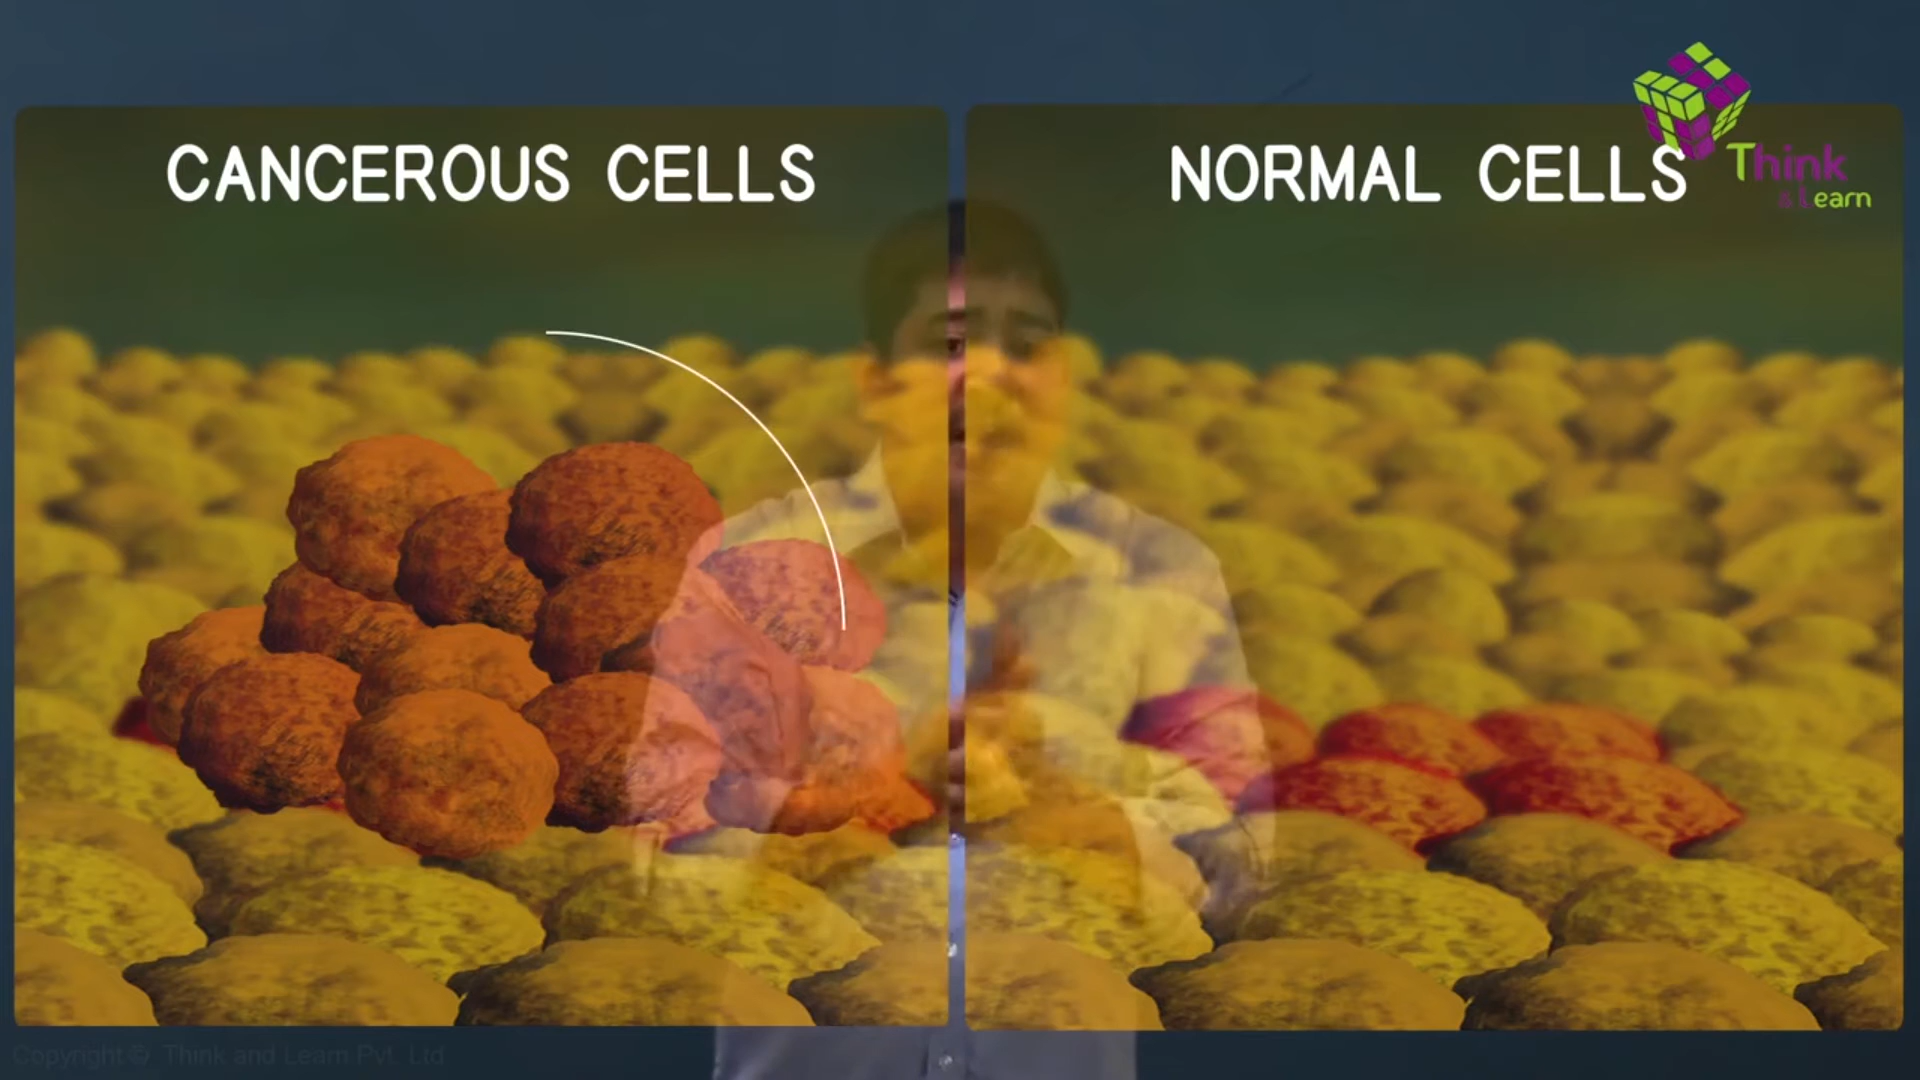 CANCEROUS CELLS
NORMAL CELLS
Think
& Learn
Copyright © Think and Learn Pvt. Ltd